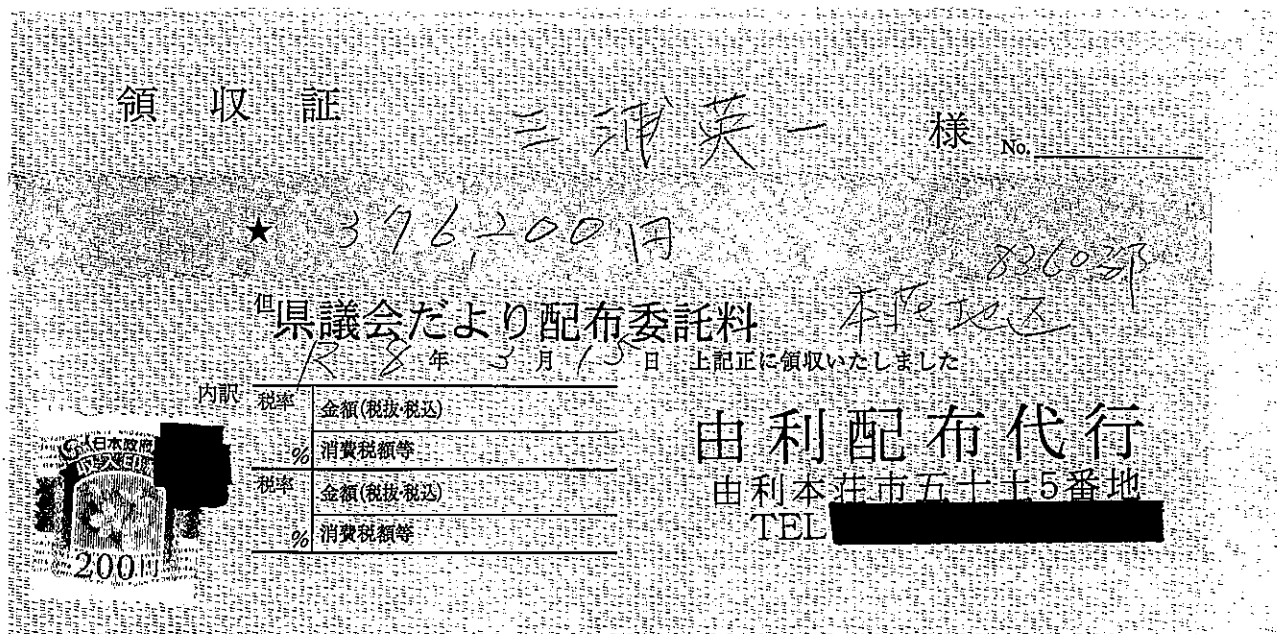 領収証 三浦英一 様 No.
★ 376,200円
8360部
但県議会だより配布委託料 本荘地区
R8年3月15日 上記正に領収いたしました
内訳 税率 % 金額(税抜・税込)
消費税額等
税率 % 金額(税抜・税込)
消費税額等
日本政府
200円
由利配布代行
由利本荘市五十土5番地
TEL